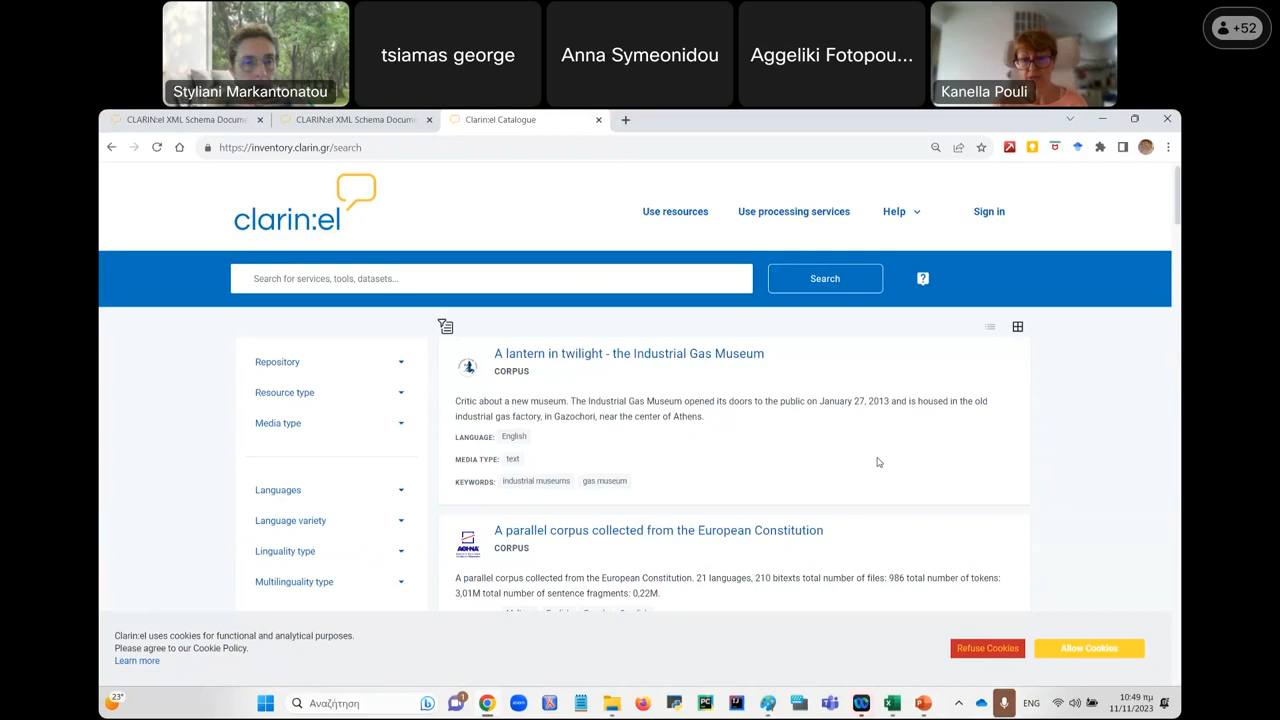 +52
Styliani Markantonatou
tsiamas george
Anna Symeonidou
Aggeliki Fotopou...
Kanella Pouli
CLARIN:el XML Schema Docume
CLARIN:el XML Schema Docum
Clarin:el Catalogue
https://inventory.clarin.gr/search
clarin:el
Use resources
Use processing services
Help
Sign in
Search for services, tools, datasets...
Search
Repository
Resource type
Media type
Languages
Language variety
Linguality type
Multilinguality type
A lantern in twilight - the Industrial Gas Museum
CORPUS
Critic about a new museum. The Industrial Gas Museum opened its doors to the public on January 27, 2013 and is housed in the old
industrial gas factory, in Gazochori, near the center of Athens.
LANGUAGE: English
MEDIA TYPE: text
KEYWORDS: industrial museums gas museum
A parallel corpus collected from the European Constitution
CORPUS
A parallel corpus collected from the European Constitution. 21 languages, 210 bitexts total number of files: 986 total number of tokens:
3,01M total number of sentence fragments: 0,22M.
Clarin:el uses cookies for functional and analytical purposes.
Please agree to our Cookie Policy.
Learn more
Refuse Cookies
Allow Cookies
23°
Αναζήτηση
ENG
10:49 πμ
11/11/2023